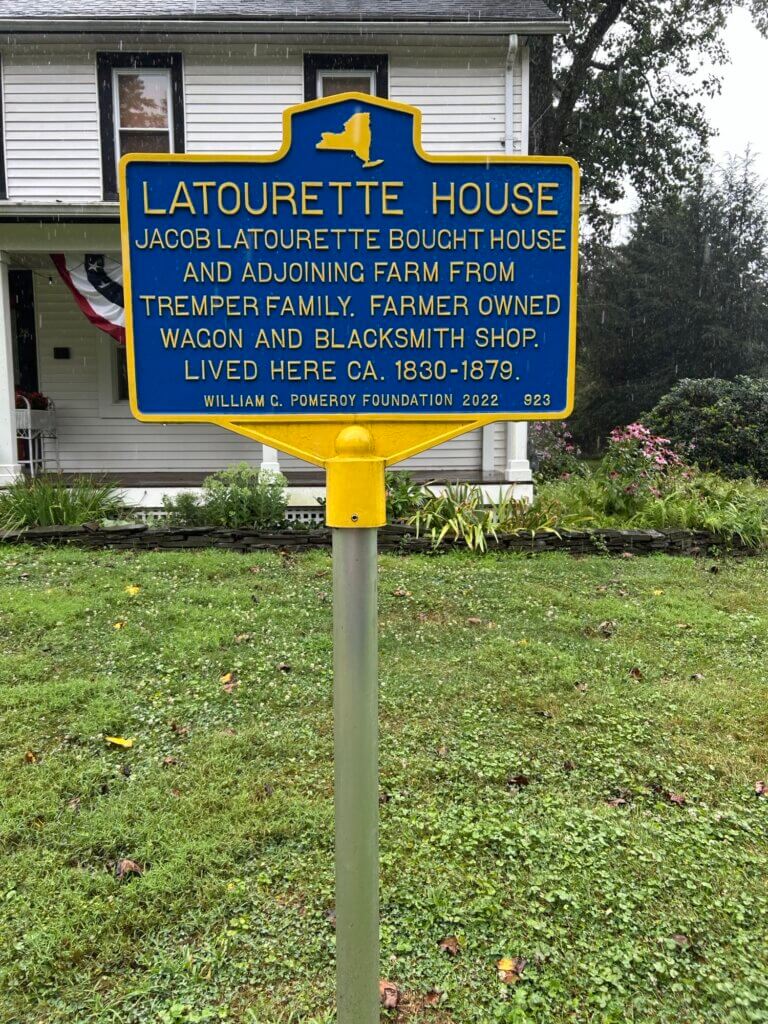 LATOURETTE HOUSE
JACOB LATOURETTE BOUGHT HOUSE
AND ADJOINING FARM FROM
TREMPER FAMILY. FARMER OWNED
WAGON AND BLACKSMITH SHOP.
LIVED HERE CA. 1830-1879.
WILLIAM G. POMEROY FOUNDATION 2022 923